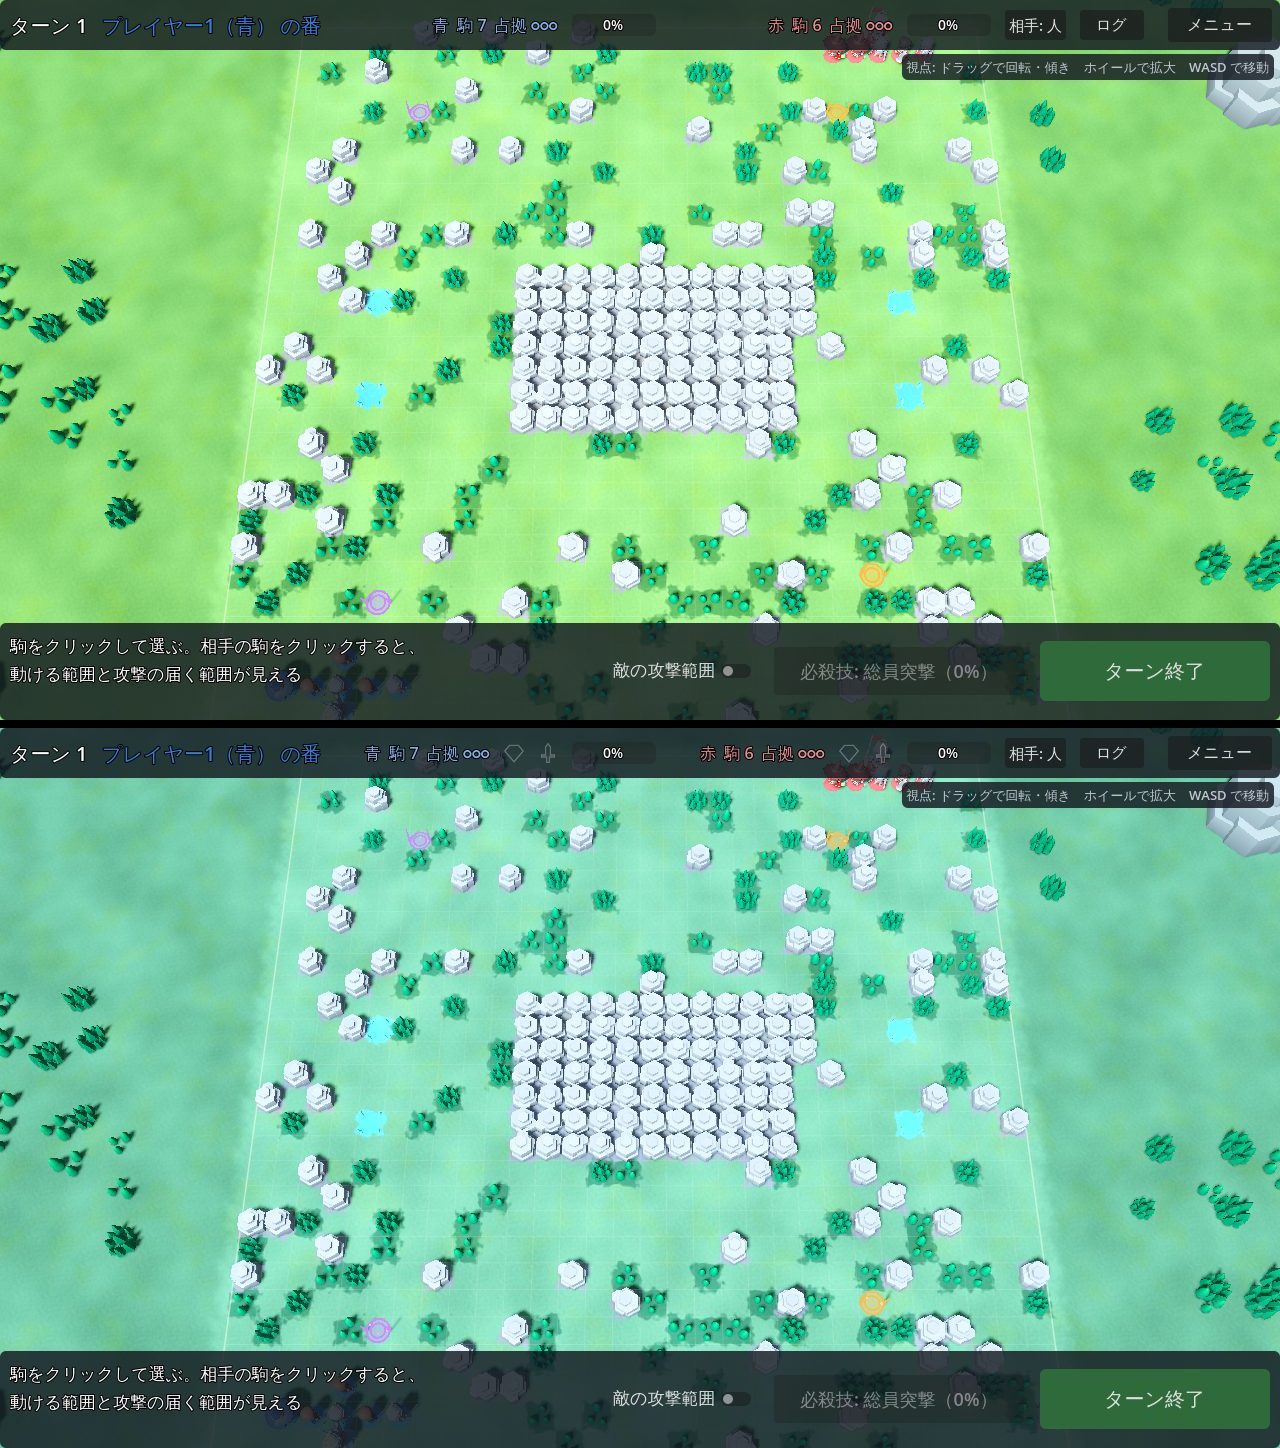 ターン 1 プレイヤー1（青） の番 青 駒 7 占拠 0% 赤 駒 6 占拠 0% 相手: 人 ログ メニュー
視点: ドラッグで回転・傾き ホイールで拡大 WASD で移動
駒をクリックして選ぶ。相手の駒をクリックすると、
動ける範囲と攻撃の届く範囲が見える
敵の攻撃範囲 必殺技: 総員突撃（0%） ターン終了
ターン 1 プレイヤー1（青） の番 青 駒 7 占拠 0% 赤 駒 6 占拠 0% 相手: 人 ログ メニュー
視点: ドラッグで回転・傾き ホイールで拡大 WASD で移動
駒をクリックして選ぶ。相手の駒をクリックすると、
動ける範囲と攻撃の届く範囲が見える
敵の攻撃範囲 必殺技: 総員突撃（0%） ターン終了